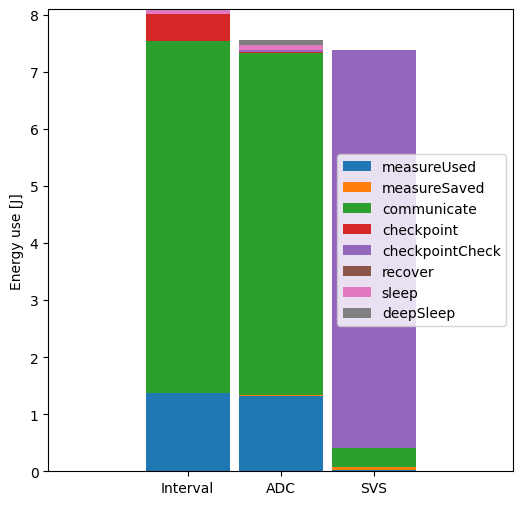 8
7
6
5
4
3
2
1
0
Energy use [J]
measureUsed
measureSaved
communicate
checkpoint
checkpointCheck
recover
sleep
deepSleep
Interval
ADC
SVS